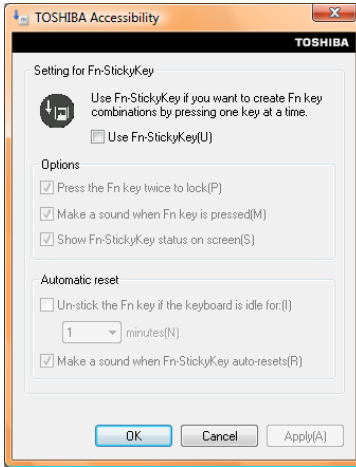 TOSHIBA Accessibility
TOSHIBA
Setting for Fn-StickyKey
Use Fn-StickyKey if you want to create Fn key
combinations by pressing one key at a time.
Use Fn-StickyKey(U)
Options
Press the Fn key twice to lock(P)
Make a sound when Fn key is pressed(M)
Show Fn-StickyKey status on screen(S)
Automatic reset
Un-stick the Fn key if the keyboard is idle for:(I)
1 minutes(N)
Make a sound when Fn-StickyKey auto-resets(R)
OK Cancel Apply(A)